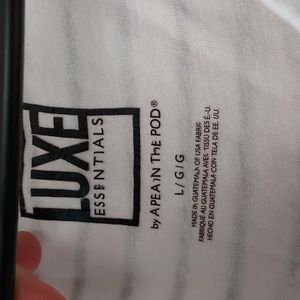 LUXE
ESSENTIALS
by A PEA IN THE POD®
L / G / G
MADE IN GUATEMALA OF USA FABRIC
FABRIQUÉ AU GUATEMALA AVEC TISSU DES É.-U.
HECHO EN GUATEMALA CON TELA DE EE. UU.